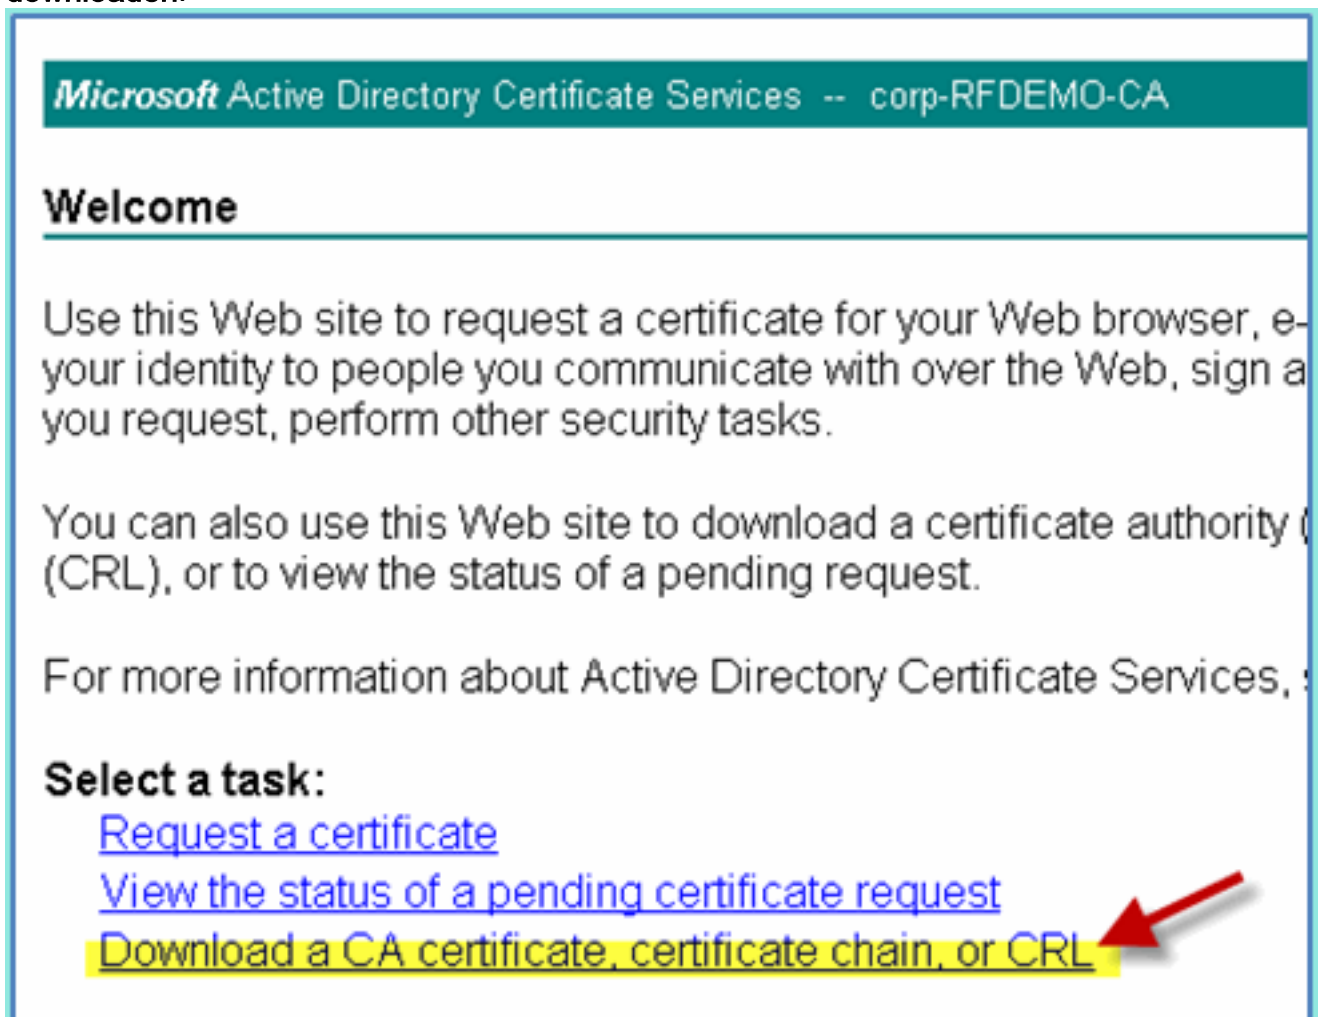 Microsoft Active Directory Certificate Services -- corp-RFDEMO-CA
Welcome
Use this Web site to request a certificate for your Web browser, e-
your identity to people you communicate with over the Web, sign a
you request, perform other security tasks.
You can also use this Web site to download a certificate authority (
(CRL), or to view the status of a pending request.
For more information about Active Directory Certificate Services,
Select a task:
Request a certificate
View the status of a pending certificate request
Download a CA certificate, certificate chain, or CRL